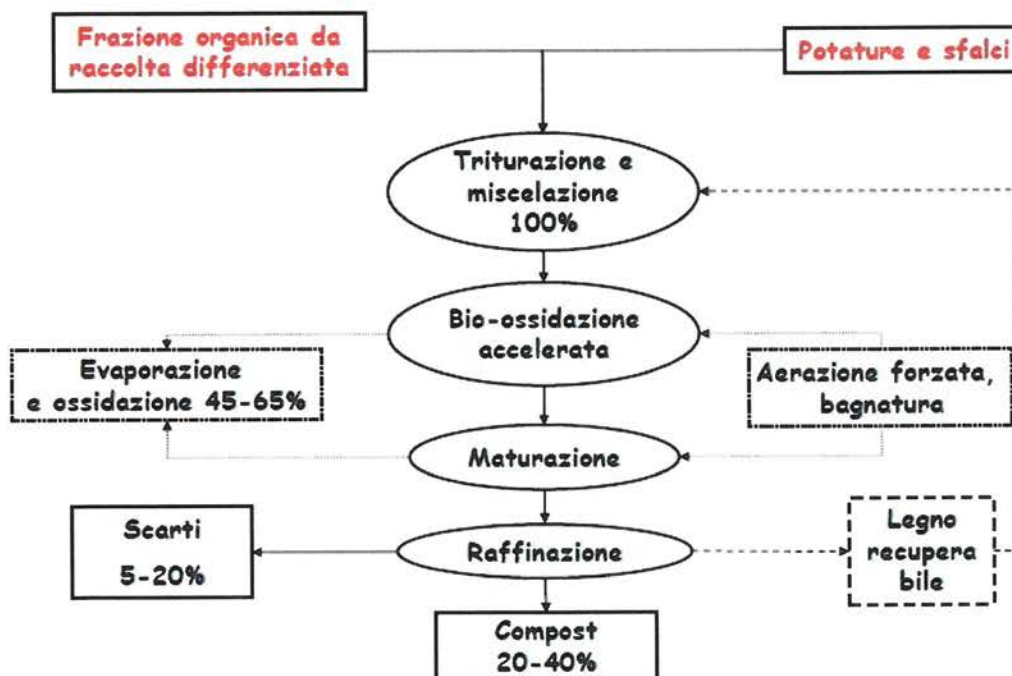 Frazione organica da
raccolta differenziata
Potature e sfalci
Triturazione e
miscelazione
100%
Bio-ossidazione
accelerata
Evaporazione
e ossidazione 45-65%
Aerazione forzata,
bagnatura
Maturazione
Scarti
5-20%
Raffinazione
Legno
recupera
bile
Compost
20-40%